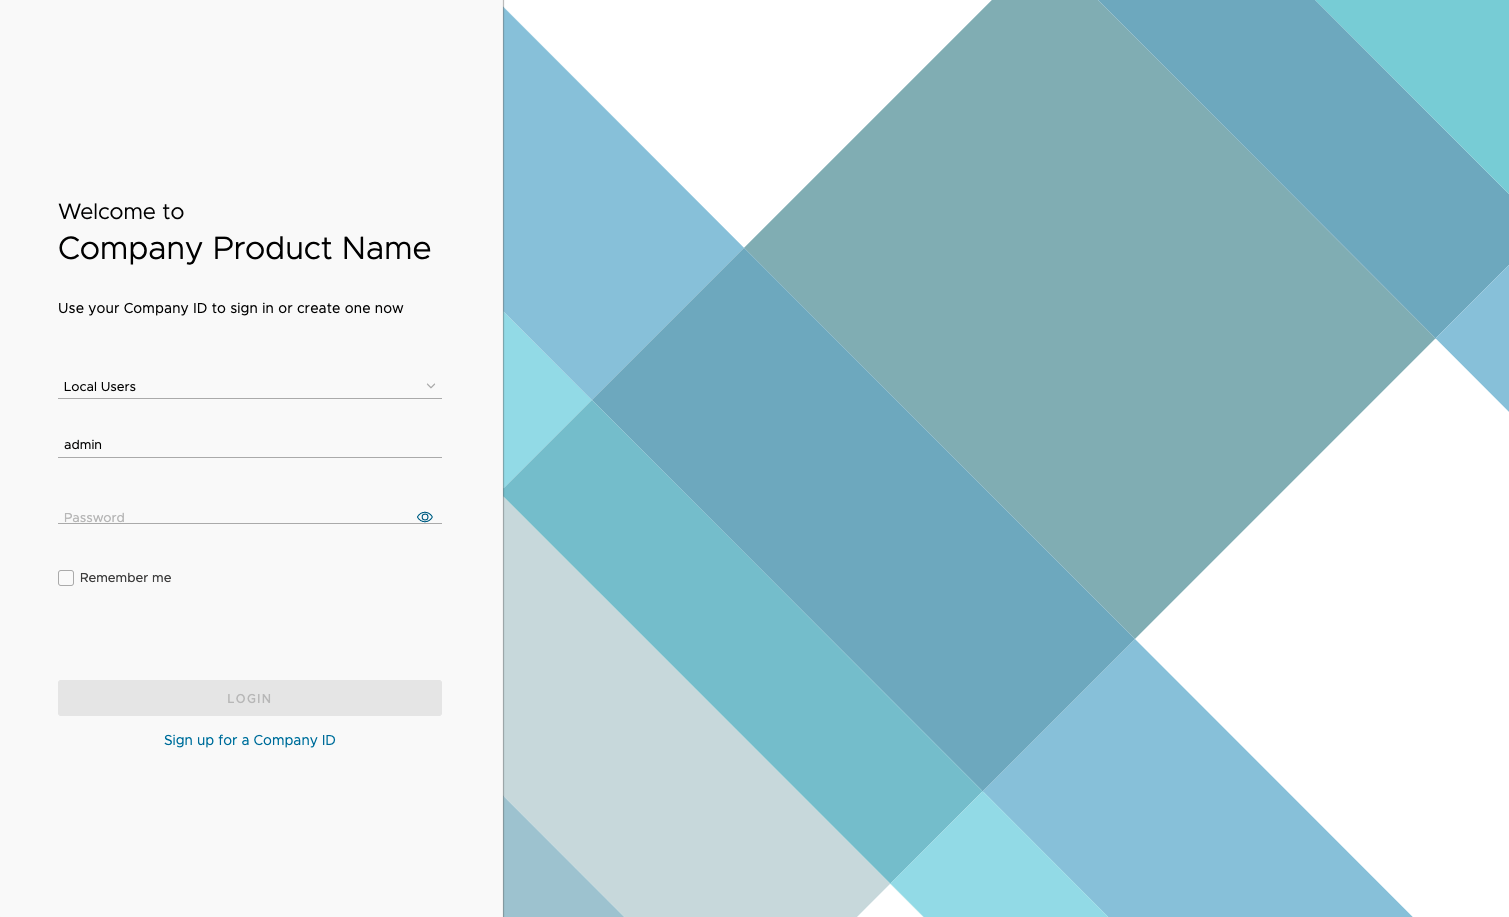 Welcome to
Company Product Name
Use your Company ID to sign in or create one now
Local Users
admin
Password
Remember me
LOGIN
Sign up for a Company ID